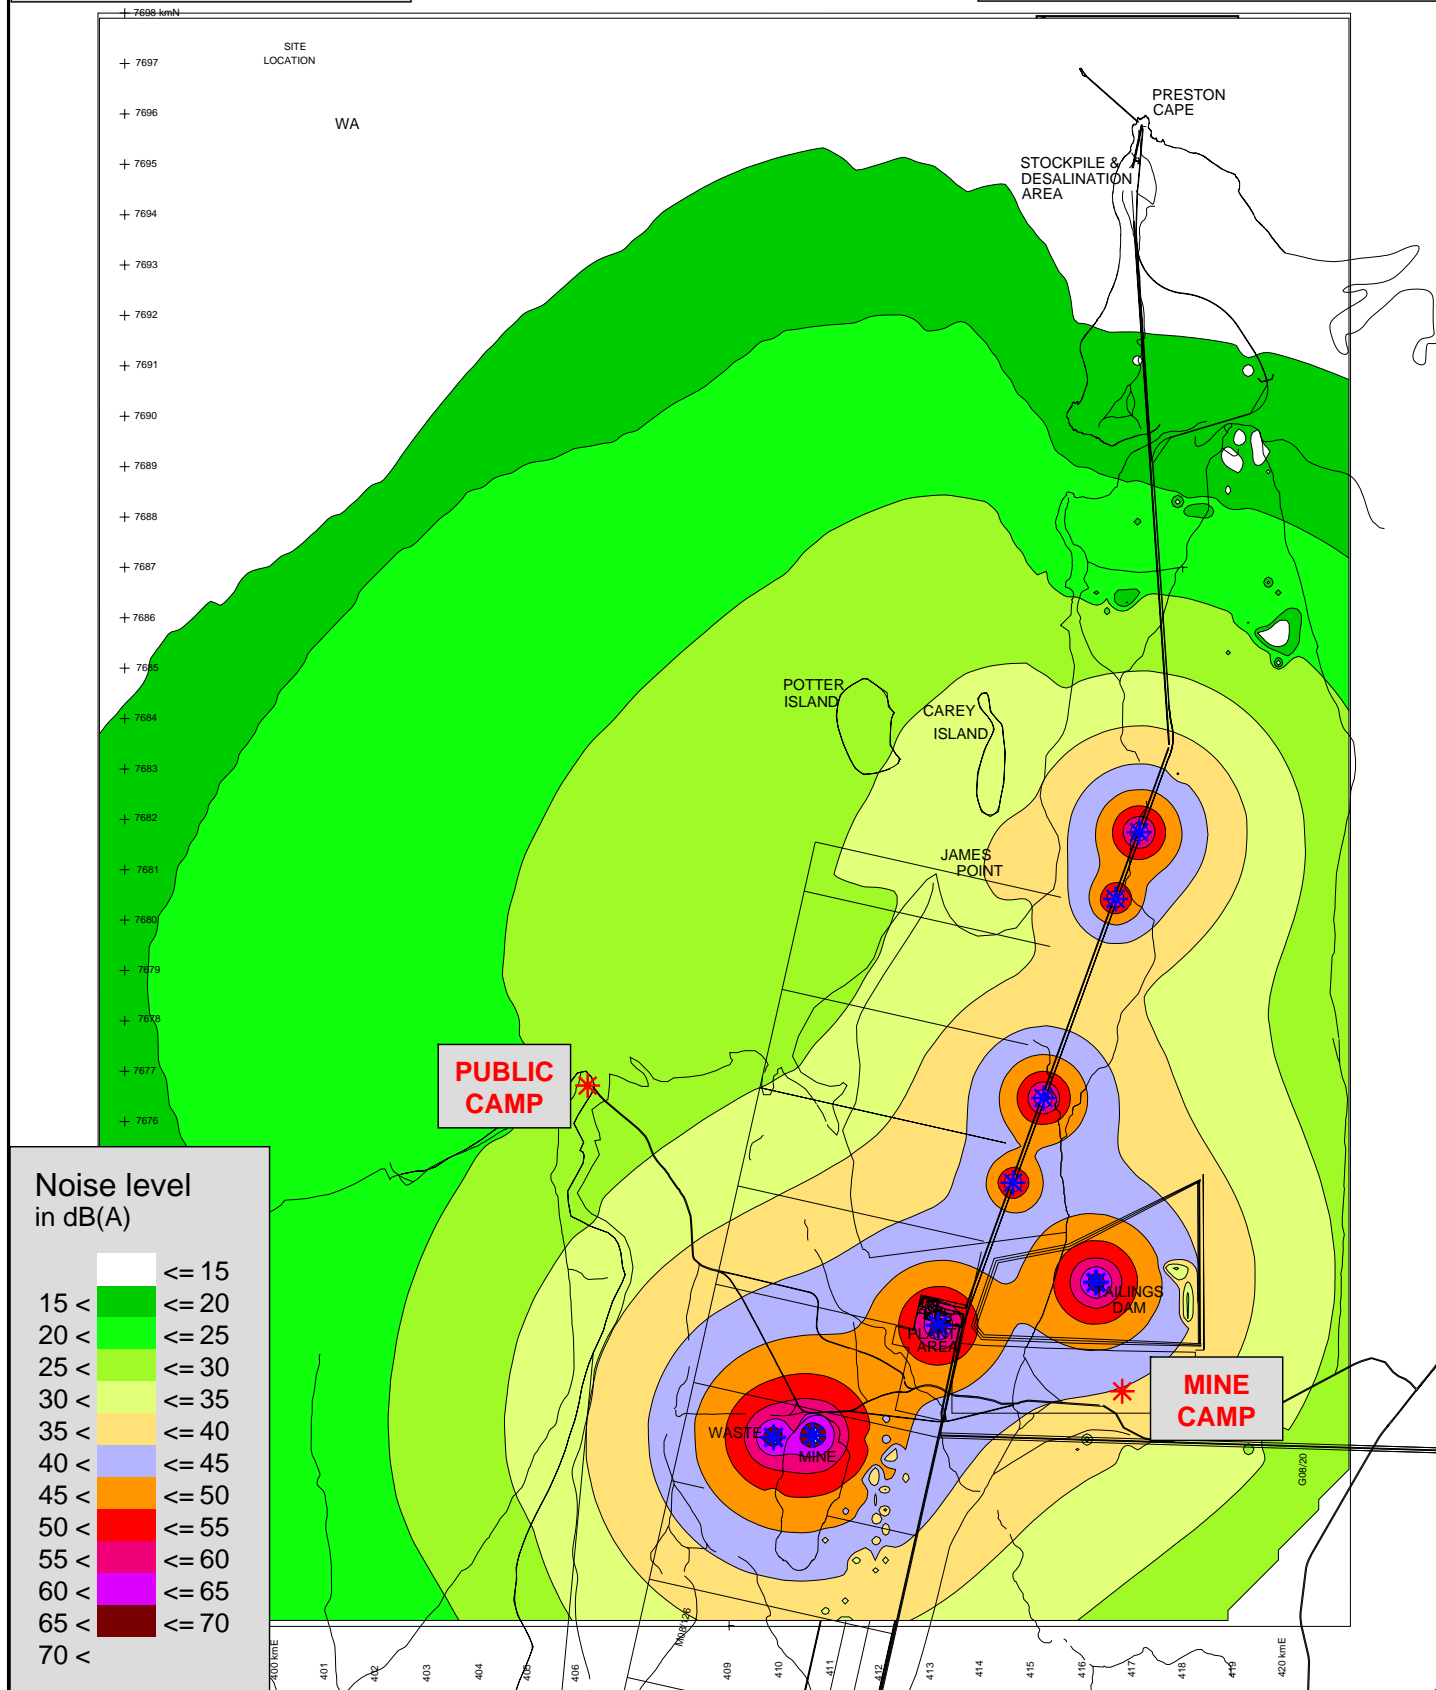 7698 kmN
SITE
LOCATION
7697
PRESTON
CAPE
7696
WA
7695
STOCKPILE &
DESALINATION
AREA
7694
7693
7692
7691
7690
7689
7688
7687
7686
7685
POTTER
ISLAND
7684
CAREY
ISLAND
7683
7682
JAMES
POINT
7681
7680
7679
7678
7677
PUBLIC
CAMP
7676
Noise level
in dB(A)
<= 15
15 < <= 20
20 < <= 25
25 < <= 30
30 < <= 35
35 < <= 40
40 < <= 45
45 < <= 50
50 < <= 55
55 < <= 60
60 < <= 65
65 < <= 70
70 <
TAILINGS
DAM
PLANT
AREA
MINE
CAMP
WASTE
MINE
G08/20
M08/126
400 kmE
401
402
403
404
405
406
409
410
411
412
413
414
415
416
417
418
419
420 kmE